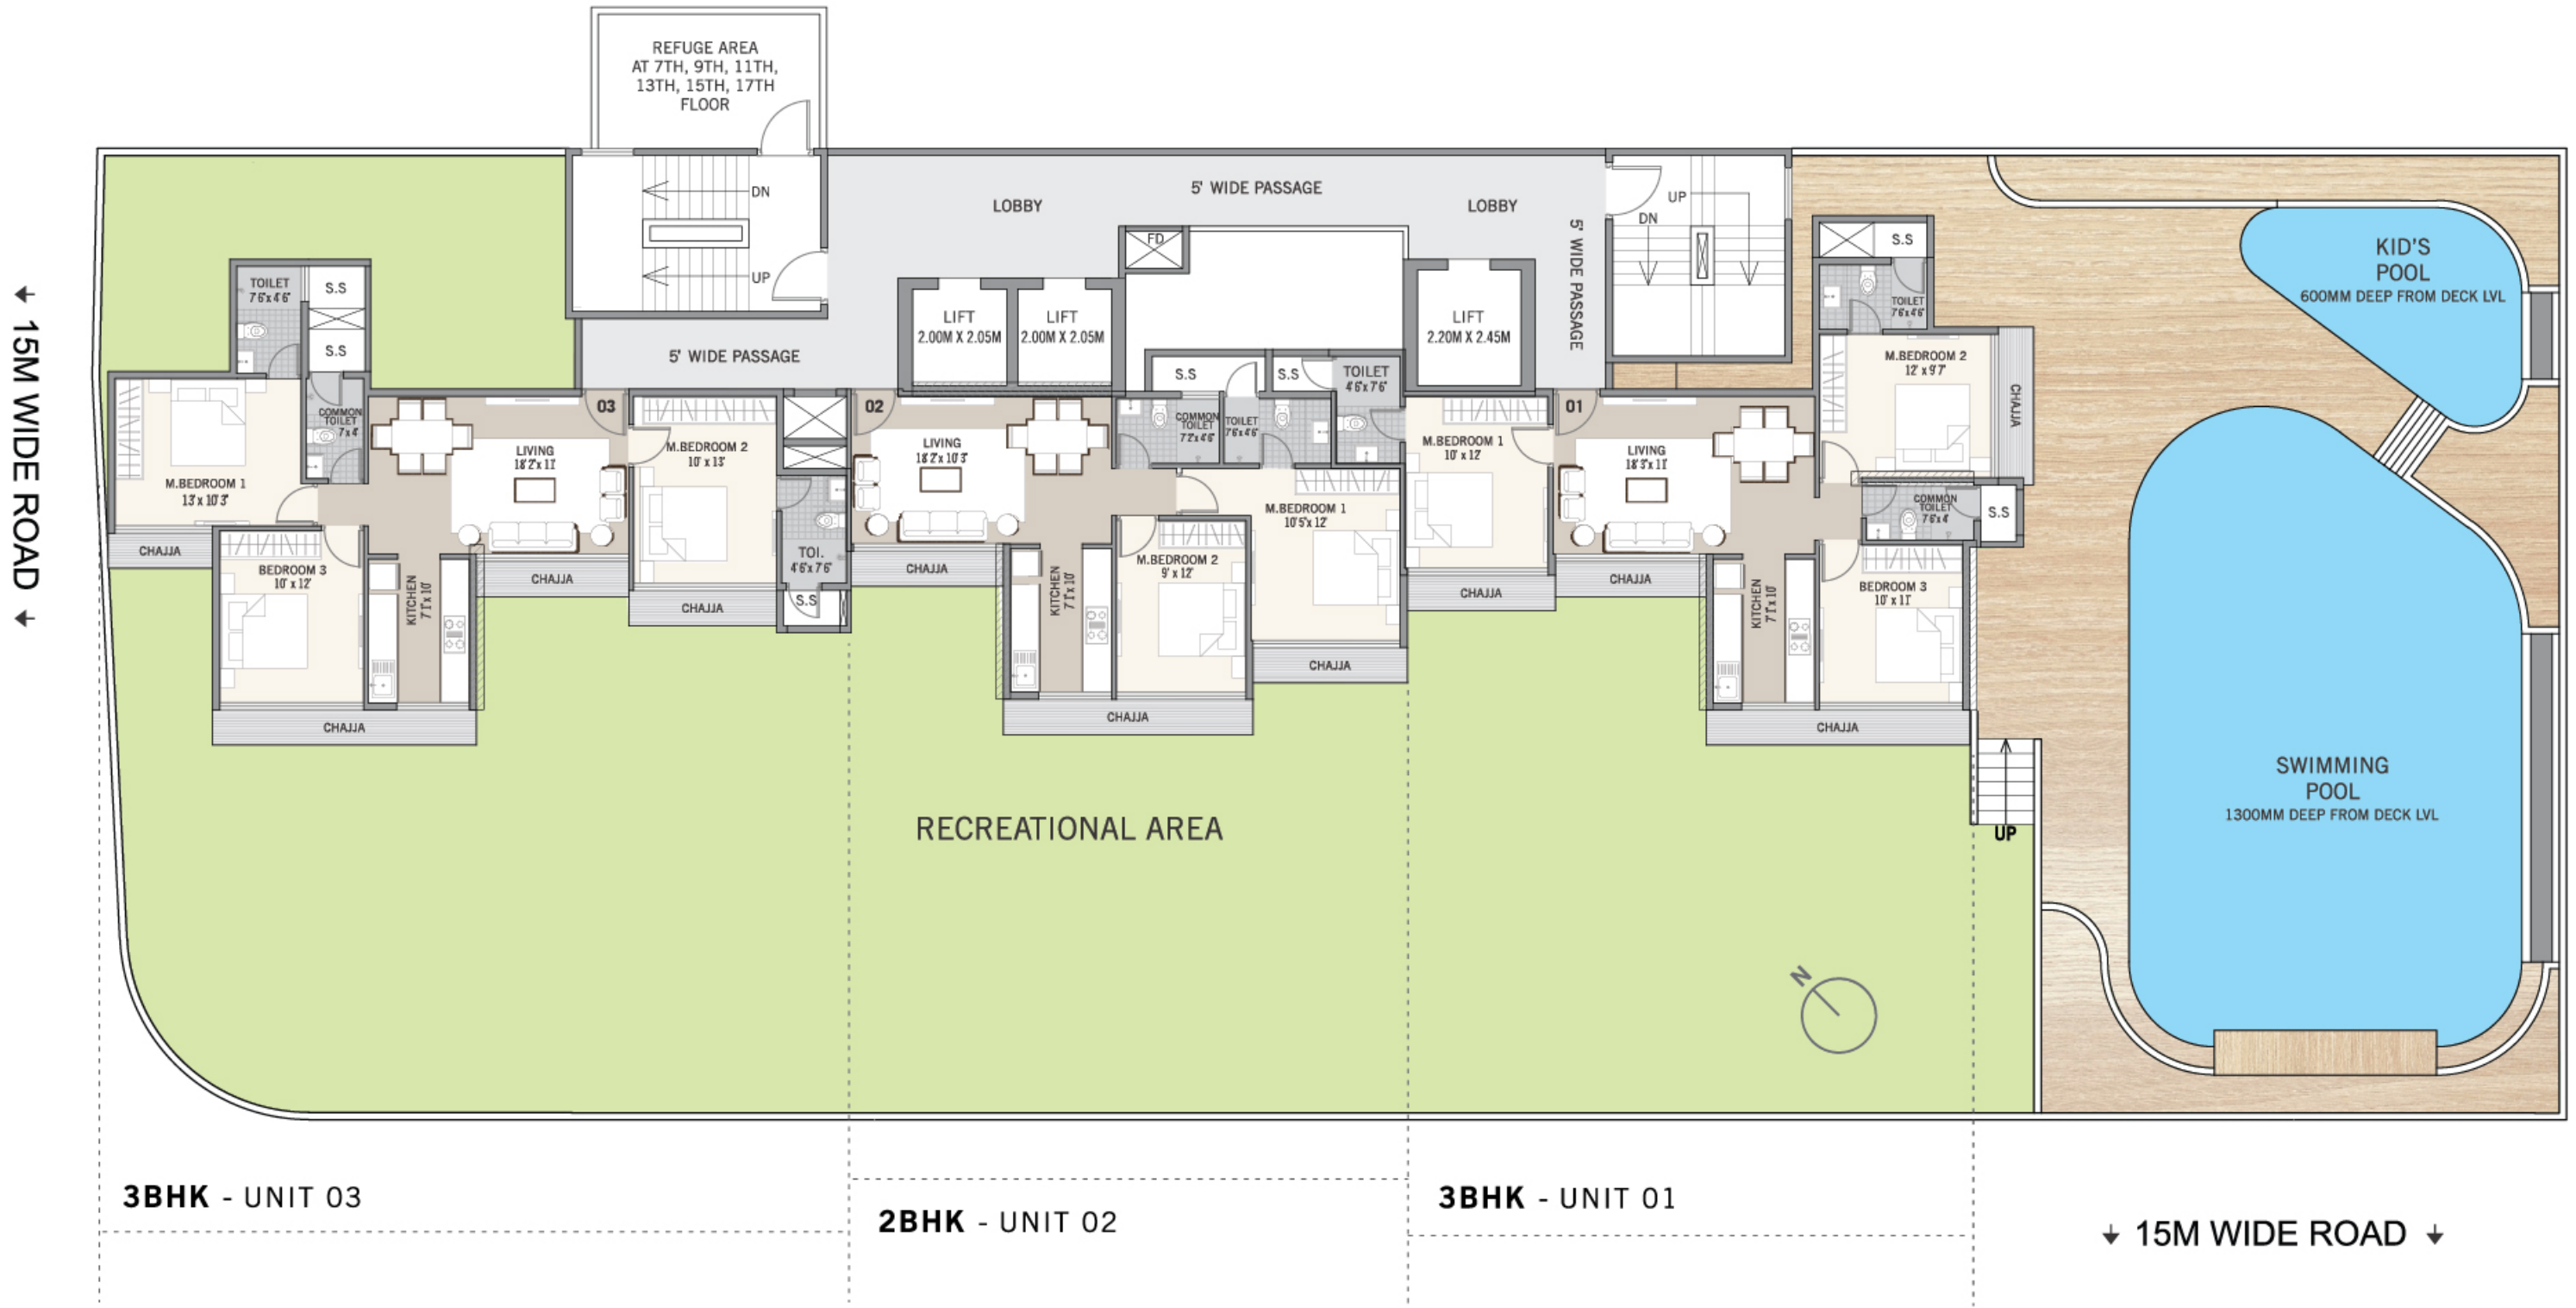 REFUGE AREA
AT 7TH, 9TH, 11TH,
13TH, 15TH, 17TH
FLOOR
DN
UP
LOBBY
5' WIDE PASSAGE
LOBBY
5' WIDE PASSAGE
UP
DN
FD
S.S
TOILET
7'6"x4'6"
KID'S
POOL
600MM DEEP FROM DECK LVL
TOILET
7'6"x4'6"
S.S
S.S
5' WIDE PASSAGE
LIFT
2.00M X 2.05M
LIFT
2.00M X 2.05M
LIFT
2.20M X 2.45M
15M WIDE ROAD
M.BEDROOM 1
13' x 10'3"
COMMON
TOILET
7' x 4'
03
LIVING
18'2"x 11'
M.BEDROOM 2
10' x 13'
TOI.
4'6"x 7'6"
S.S
BEDROOM 3
10' x 12'
KITCHEN
7'1"x 10'
CHAJJA
CHAJJA
CHAJJA
CHAJJA
02
LIVING
18'2"x 10'3"
S.S
COMMON
TOILET
7'2"x4'6"
TOILET
7'6"x4'6"
S.S
TOILET
4'6"x 7'6"
M.BEDROOM 1
10'5"x 12'
M.BEDROOM 2
9' x 12'
KITCHEN
7'1"x 10'
CHAJJA
CHAJJA
CHAJJA
M.BEDROOM 1
10' x 12'
01
LIVING
18'3"x 11'
M.BEDROOM 2
12' x 9'7"
CHAJJA
COMMON
TOILET
7'6"x 4'
S.S
BEDROOM 3
10' x 11'
KITCHEN
7'1"x 10'
CHAJJA
CHAJJA
CHAJJA
SWIMMING
POOL
1300MM DEEP FROM DECK LVL
UP
RECREATIONAL AREA
N
3BHK - UNIT 03
2BHK - UNIT 02
3BHK - UNIT 01
15M WIDE ROAD